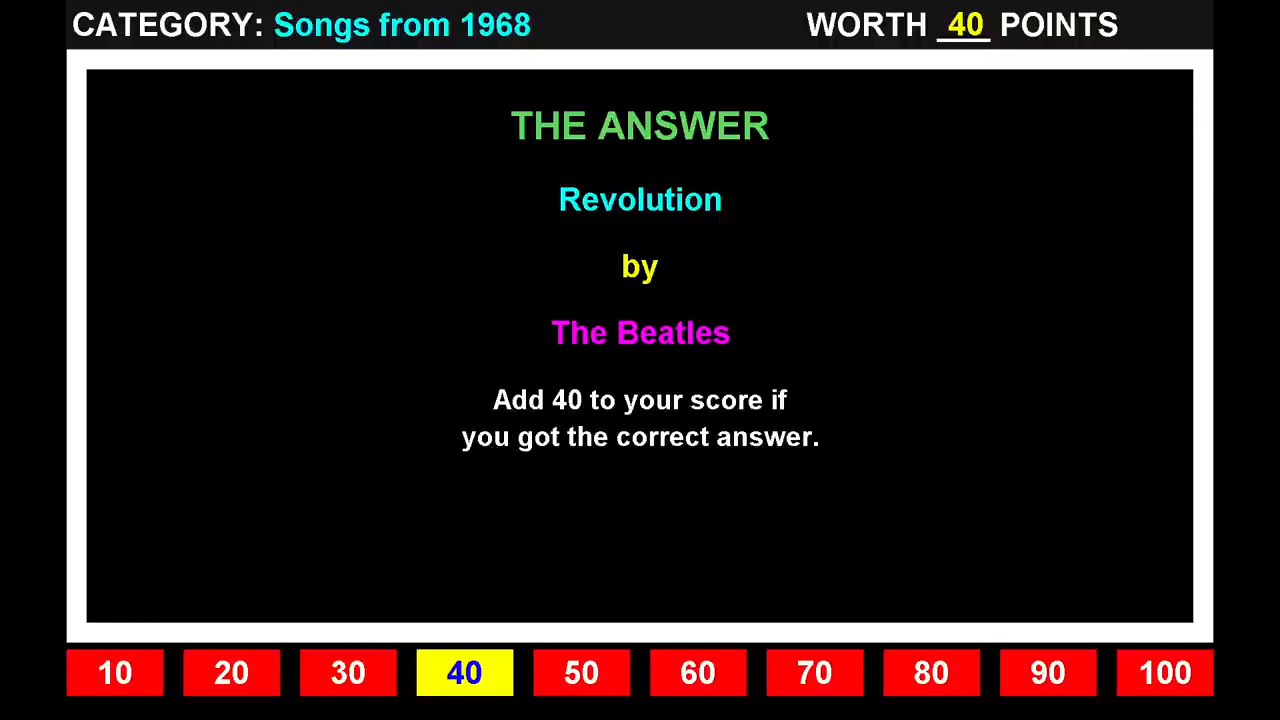 CATEGORY: Songs from 1968 WORTH 40 POINTS
THE ANSWER
Revolution
by
The Beatles
Add 40 to your score if
you got the correct answer.
10 20 30 40 50 60 70 80 90 100